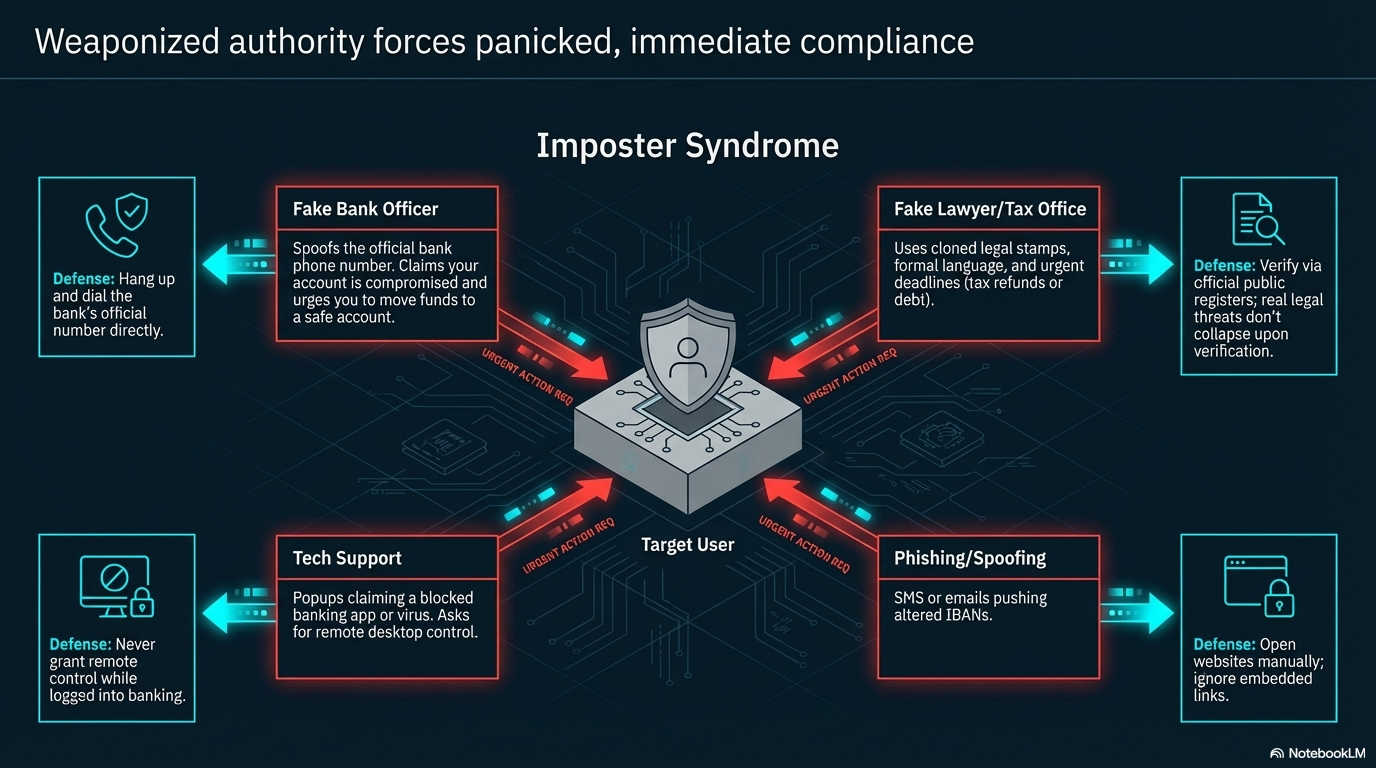 Weaponized authority forces panicked, immediate compliance
Imposter Syndrome
Defense: Hang up
and dial the
bank's official
number directly.
Fake Bank Officer
Spoofs the official bank
phone number. Claims your
account is compromised and
urges you to move funds to
a safe account.
URGENT ACTION REQ
Fake Lawyer/Tax Office
Uses cloned legal stamps,
formal language, and urgent
deadlines (tax refunds or
debt).
URGENT ACTION REQ
Defense: Verify via
official public
registers; real legal
threats don't
collapse upon
verification.
Target User
Defense: Never
grant remote
control while
logged into banking.
Tech Support
Popups claiming a blocked
banking app or virus. Asks
for remote desktop control.
URGENT ACTION REQ
Phishing/Spoofing
SMS or emails pushing
altered IBANs.
URGENT ACTION REQ
Defense: Open
websites manually;
ignore embedded
links.
NotebookLM